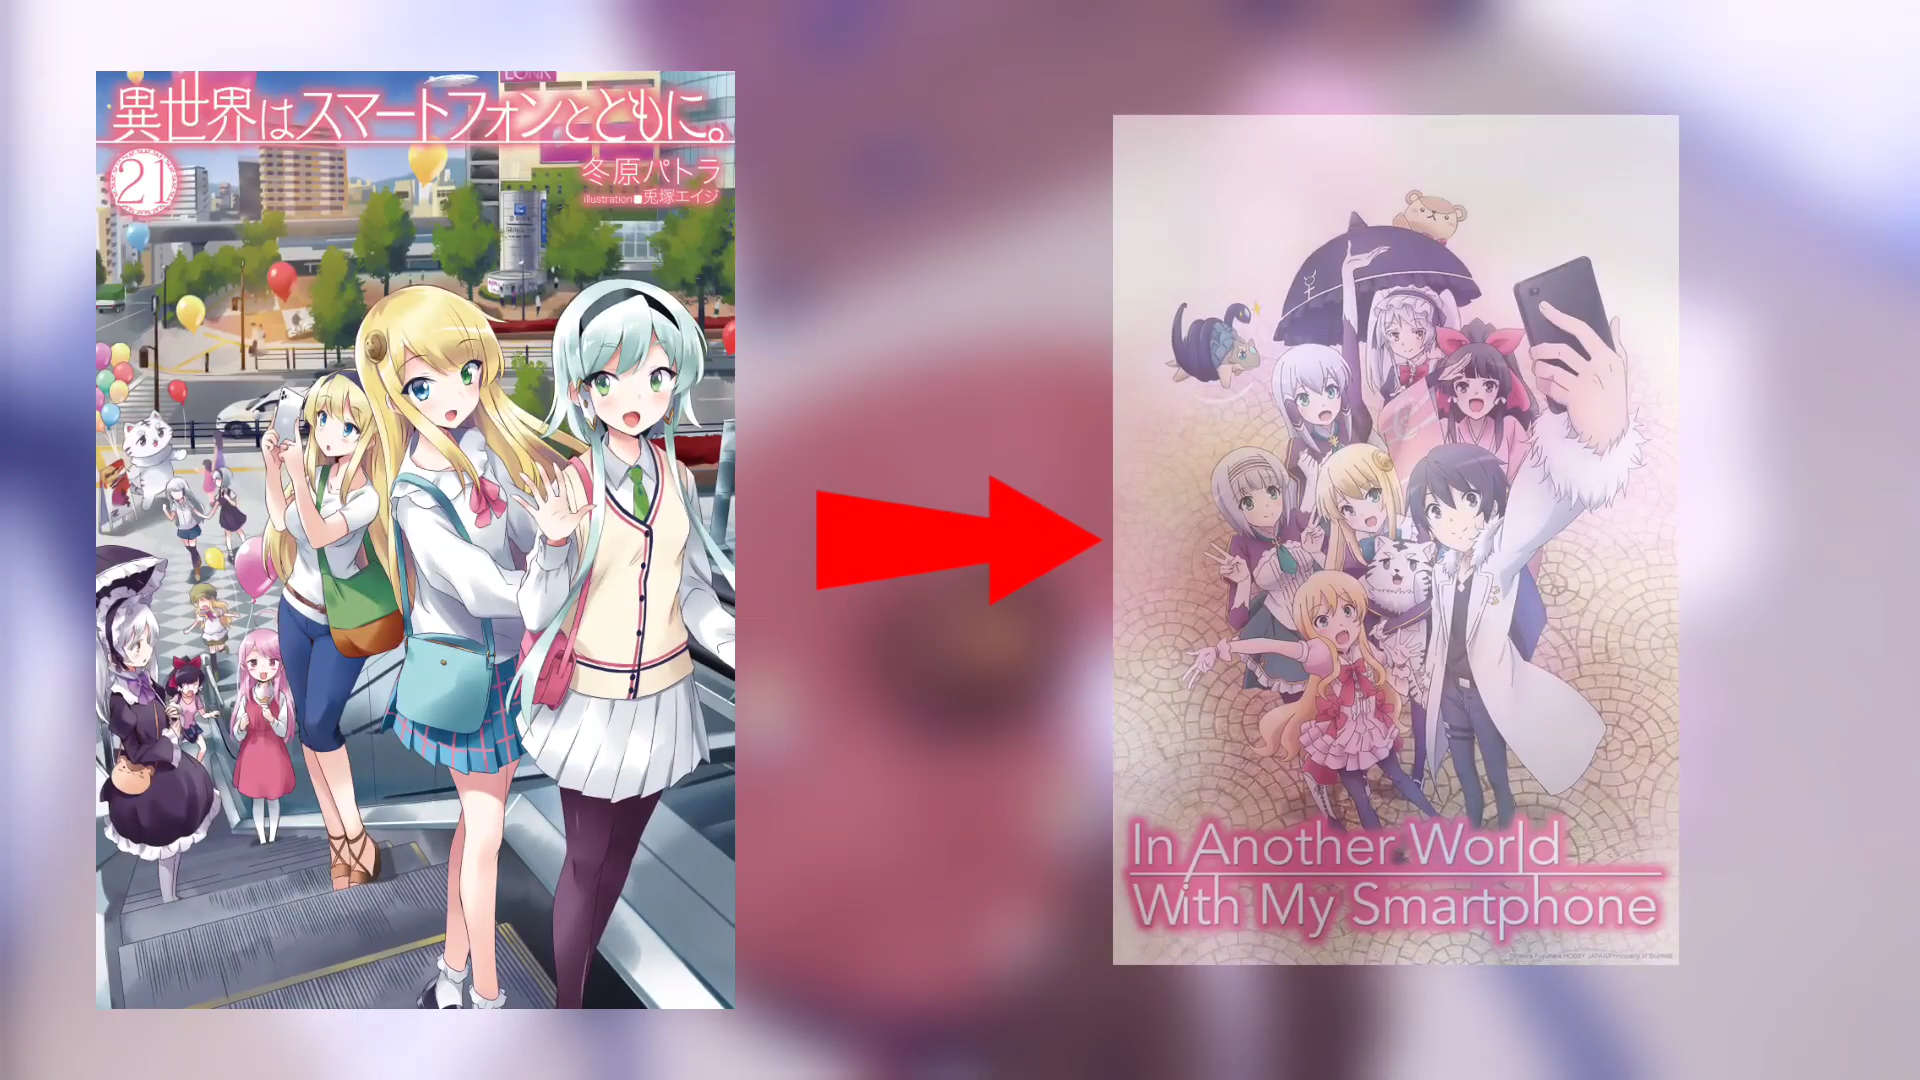 異世界はスマートフォンとともに。
21
冬原パトラ
illustration■兎塚エイジ
In Another World
With My Smartphone